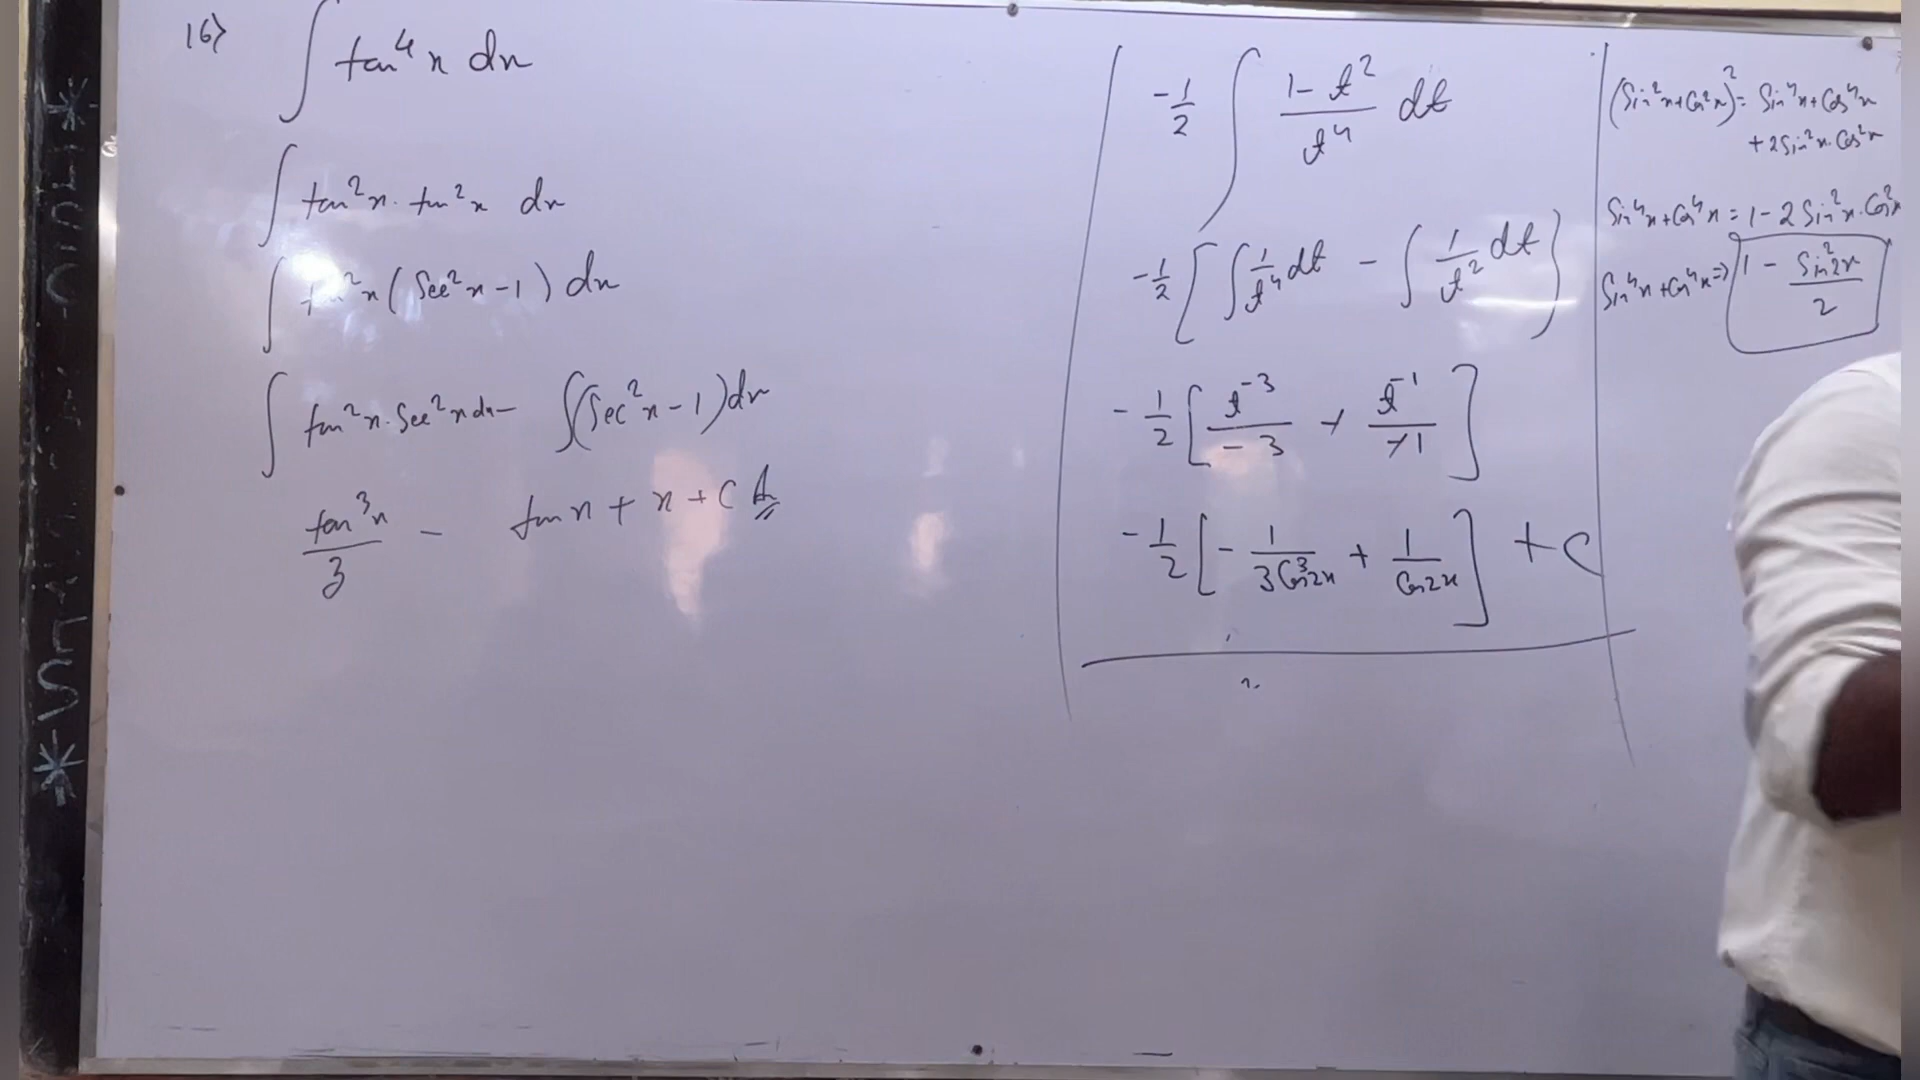 16) ∫ tan⁴ x dx
∫ tan²x · tan²x dx
∫ tan²x (Sec²x - 1) dx
∫ tan²x · Sec²x dx - ∫(Sec²x - 1) dx
tan³x/3 - tan x + x + C
-1/2 ∫ (1 - t²)/t⁴ dt
-1/2 [ ∫ 1/t⁴ dt - ∫ 1/t² dt ]
-1/2 [ t⁻³/-3 + t⁻¹/+1 ]
-1/2 [ - 1/(3Cos³2x) + 1/(Cos2x) ] + C
(Sin²x + Cos²x)² = Sin⁴x + Cos⁴x
+ 2Sin²x · Cos²x
Sin⁴x + Cos⁴x = 1 - 2Sin²x · Cos²x
Sin⁴x + Cos⁴x => 1 - Sin²2x/2